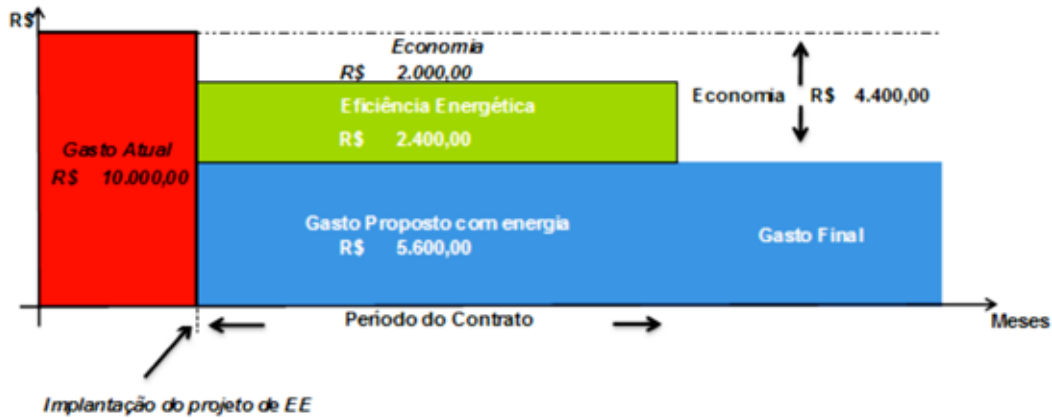 R$
Economia
R$ 2.000,00
Eficiência Energética
R$ 2.400,00
Economia R$ 4.400,00
Gasto Atual
R$ 10.000,00
Gasto Proposto com energia
R$ 5.600,00
Gasto Final
Período do Contrato
Meses
Implantação do projeto de EE